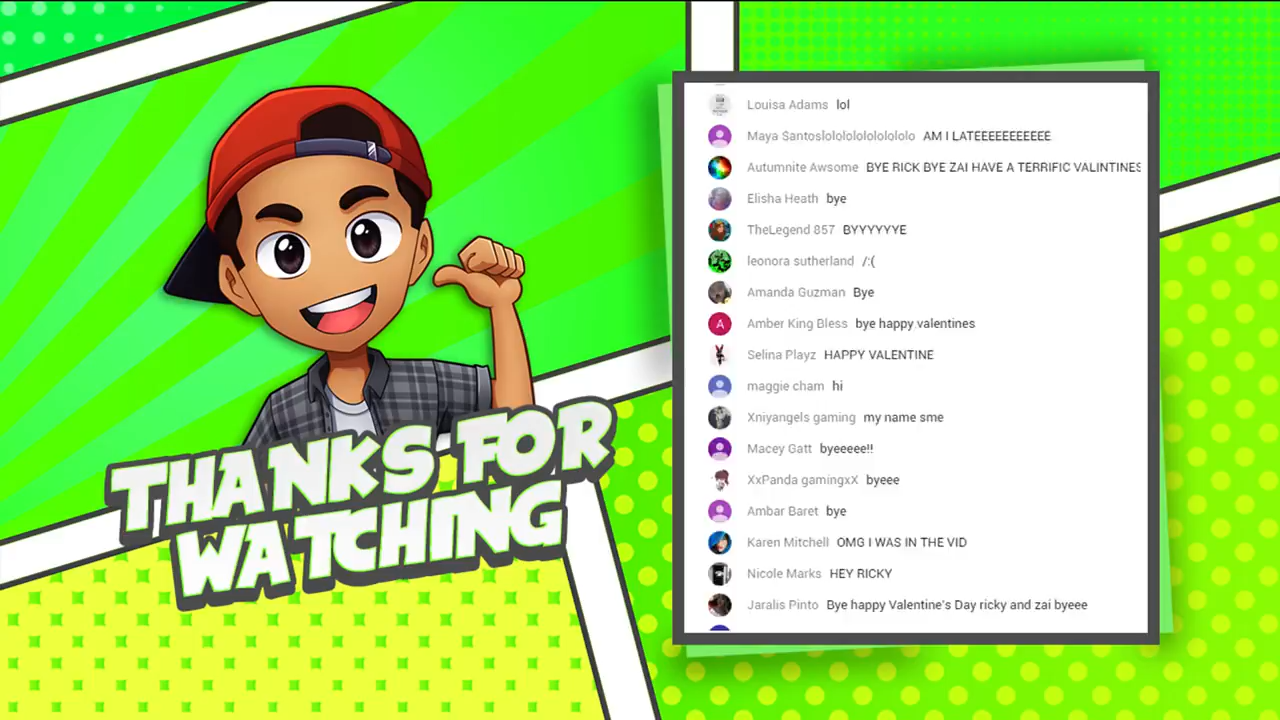 THANKS FOR
WATCHING
Louisa Adams lol
Maya Santoslolololololololo AM I LATEEEEEEEEEEE
Autumnite Awsome BYE RICK BYE ZAI HAVE A TERRIFIC VALINTINES
Elisha Heath bye
TheLegend 857 BYYYYYYE
leonora sutherland /:(
Amanda Guzman Bye
A Amber King Bless bye happy valentines
Selina Playz HAPPY VALENTINE
maggie cham hi
Xniyangels gaming my name sme
Macey Gatt byeeeee!!
XxPanda gamingxX byeee
Ambar Baret bye
Karen Mitchell OMG I WAS IN THE VID
Nicole Marks HEY RICKY
Jaralis Pinto Bye happy Valentine's Day ricky and zai byeee